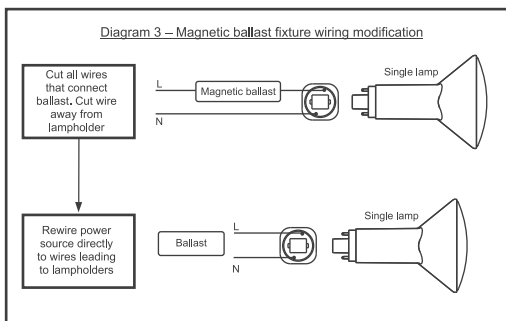 Diagram 3 – Magnetic ballast fixture wiring modification
Cut all wires
that connect
ballast. Cut wire
away from
lampholder
L
Magnetic ballast
N
Single lamp
Rewire power
source directly
to wires leading
to lampholders
Ballast
L
N
Single lamp